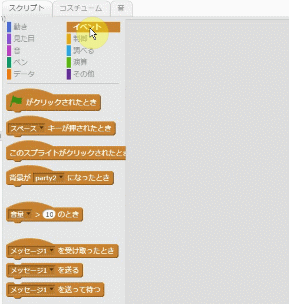 スクリプト コスチューム 音
動き イベント
見た目 制御
音 調べる
ペン 演算
データ その他
がクリックされたとき
スペース キーが押されたとき
このスプライトがクリックされたとき
背景が party2 になったとき
音量 > 10 のとき
メッセージ1 を受け取ったとき
メッセージ1 を送る
メッセージ1 を送って待つ